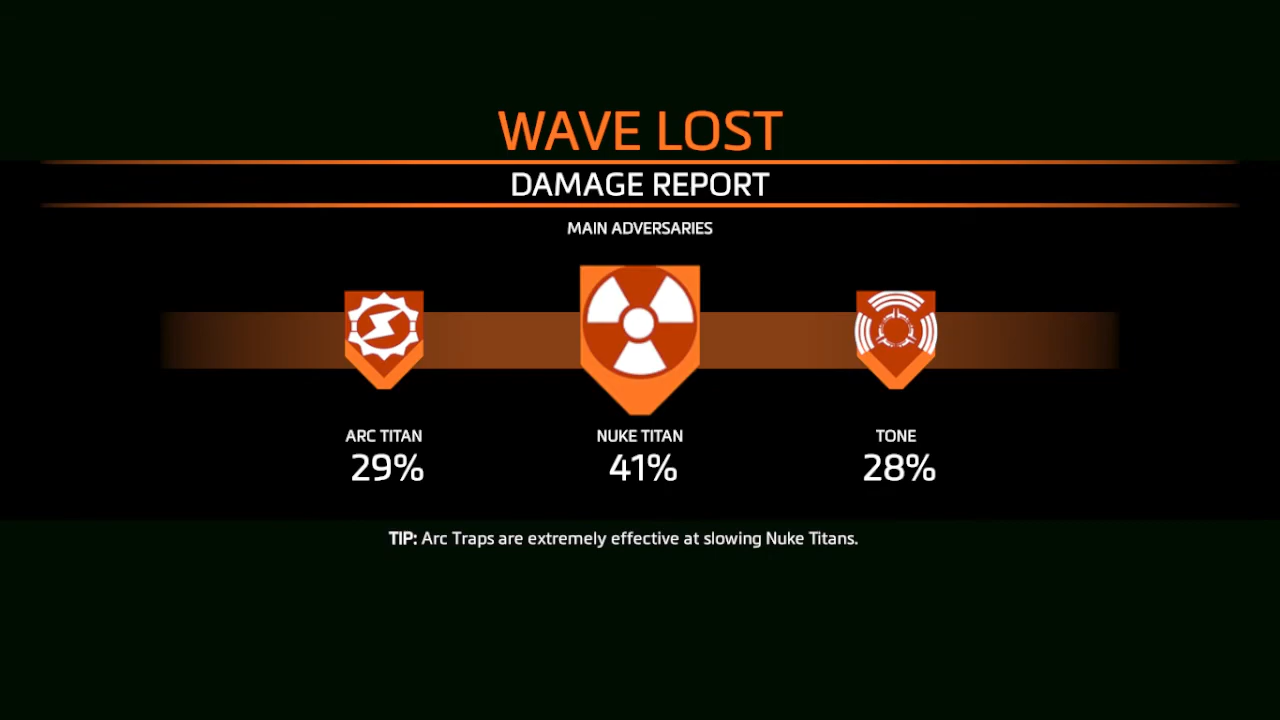 WAVE LOST
DAMAGE REPORT
MAIN ADVERSARIES
ARC TITAN
29%
NUKE TITAN
41%
TONE
28%
TIP: Arc Traps are extremely effective at slowing Nuke Titans.